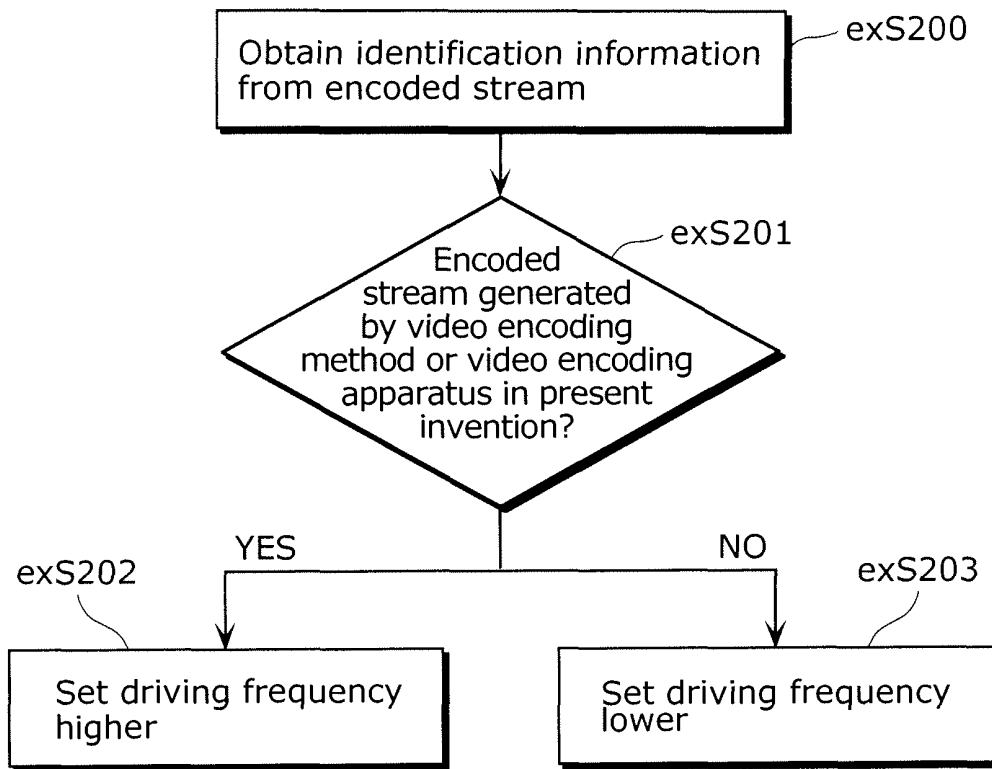 exS200
Obtain identification information
from encoded stream
exS201
Encoded
stream generated
by video encoding
method or video encoding
apparatus in present
invention?
YES
NO
exS202
exS203
Set driving frequency
higher
Set driving frequency
lower